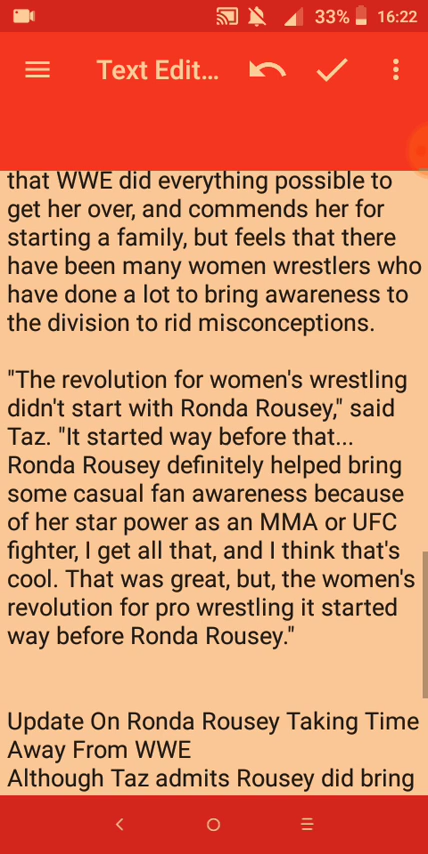 33% 16:22
Text Edit...
that WWE did everything possible to
get her over, and commends her for
starting a family, but feels that there
have been many women wrestlers who
have done a lot to bring awareness to
the division to rid misconceptions.
"The revolution for women's wrestling
didn't start with Ronda Rousey," said
Taz. "It started way before that...
Ronda Rousey definitely helped bring
some casual fan awareness because
of her star power as an MMA or UFC
fighter, I get all that, and I think that's
cool. That was great, but, the women's
revolution for pro wrestling it started
way before Ronda Rousey."
Update On Ronda Rousey Taking Time
Away From WWE
Although Taz admits Rousey did bring